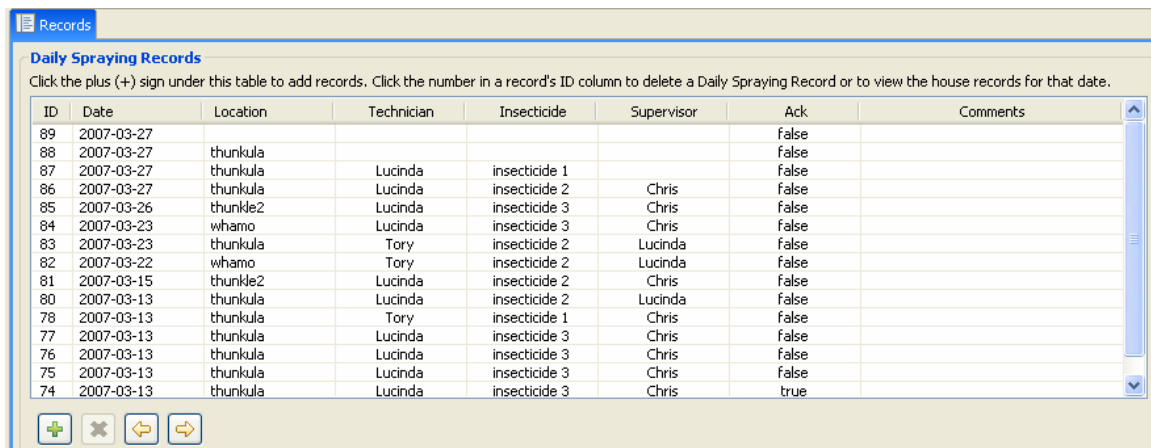 Records
Daily Spraying Records
Click the plus (+) sign under this table to add records. Click the number in a record's ID column to delete a Daily Spraying Record or to view the house records for that date.
ID Date Location Technician Insecticide Supervisor Ack Comments
89 2007-03-27 false
88 2007-03-27 thunkula false
87 2007-03-27 thunkula Lucinda insecticide 1 false
86 2007-03-27 thunkula Lucinda insecticide 2 Chris false
85 2007-03-26 thunkle2 Lucinda insecticide 3 Chris false
84 2007-03-23 whamo Lucinda insecticide 3 Chris false
83 2007-03-23 thunkula Tory insecticide 2 Lucinda false
82 2007-03-22 whamo Tory insecticide 2 Lucinda false
81 2007-03-15 thunkle2 Lucinda insecticide 2 Chris false
80 2007-03-13 thunkula Lucinda insecticide 2 Lucinda false
78 2007-03-13 thunkula Tory insecticide 1 Chris false
77 2007-03-13 thunkula Lucinda insecticide 3 Chris false
76 2007-03-13 thunkula Lucinda insecticide 3 Chris false
75 2007-03-13 thunkula Lucinda insecticide 3 Chris false
74 2007-03-13 thunkula Lucinda insecticide 3 Chris true